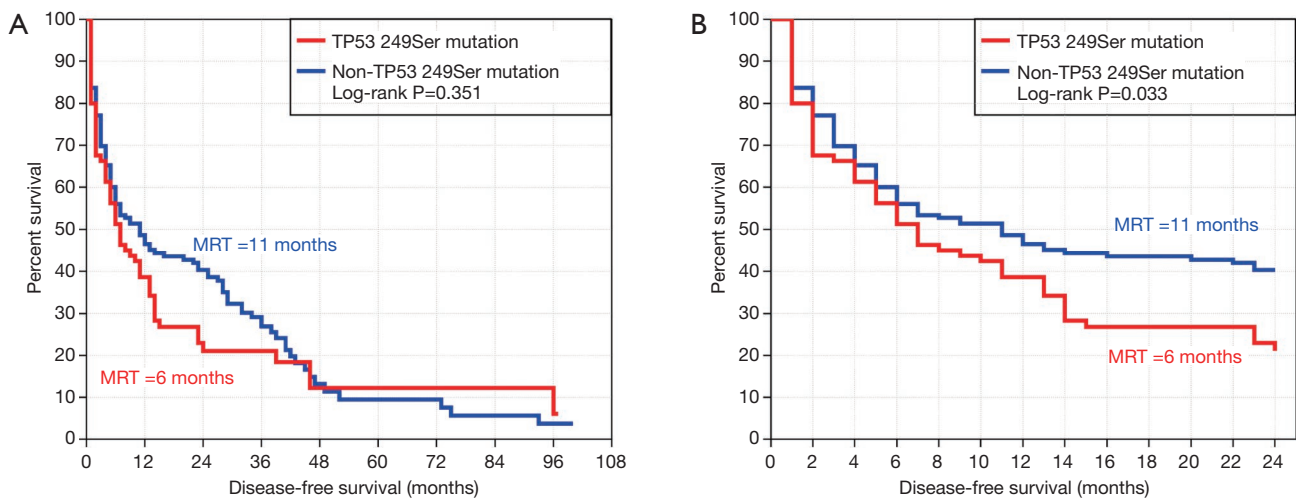 A
100
90
80
70
60
50
40
30
20
10
0
Percent survival
TP53 249Ser mutation
Non-TP53 249Ser mutation
Log-rank P=0.351
MRT =11 months
MRT =6 months
0 12 24 36 48 60 72 84 96 108
Disease-free survival (months)
B
100
90
80
70
60
50
40
30
20
10
0
Percent survival
TP53 249Ser mutation
Non-TP53 249Ser mutation
Log-rank P=0.033
MRT =11 months
MRT =6 months
0 2 4 6 8 10 12 14 16 18 20 22 24
Disease-free survival (months)